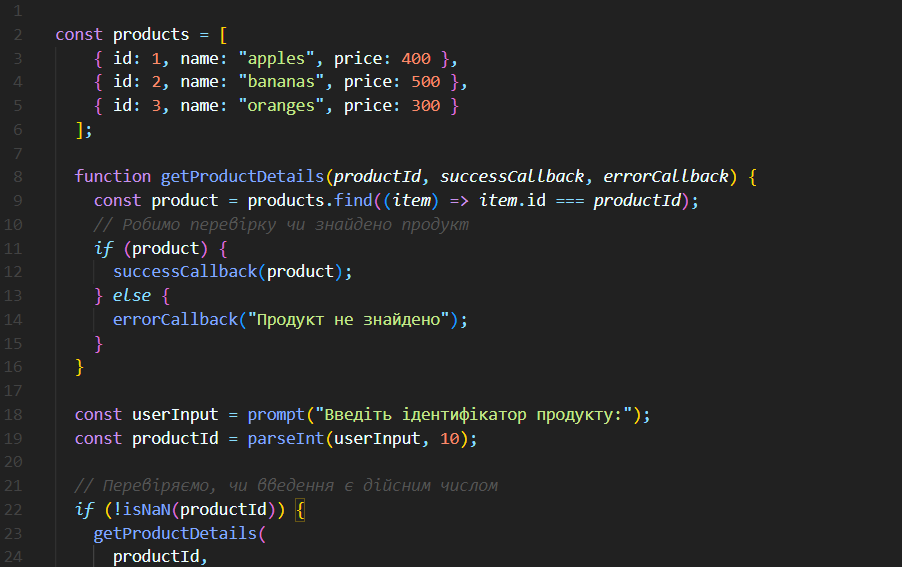 1
2 const products = [
3 { id: 1, name: "apples", price: 400 },
4 { id: 2, name: "bananas", price: 500 },
5 { id: 3, name: "oranges", price: 300 }
6 ];
7
8 function getProductDetails(productId, successCallback, errorCallback) {
9 const product = products.find((item) => item.id === productId);
10 // Робимо перевірку чи знайдено продукт
11 if (product) {
12 successCallback(product);
13 } else {
14 errorCallback("Продукт не знайдено");
15 }
16 }
17
18 const userInput = prompt("Введіть ідентифікатор продукту:");
19 const productId = parseInt(userInput, 10);
20
21 // Перевіряємо, чи введення є дійсним числом
22 if (!isNaN(productId)) {
23 getProductDetails(
24 productId,